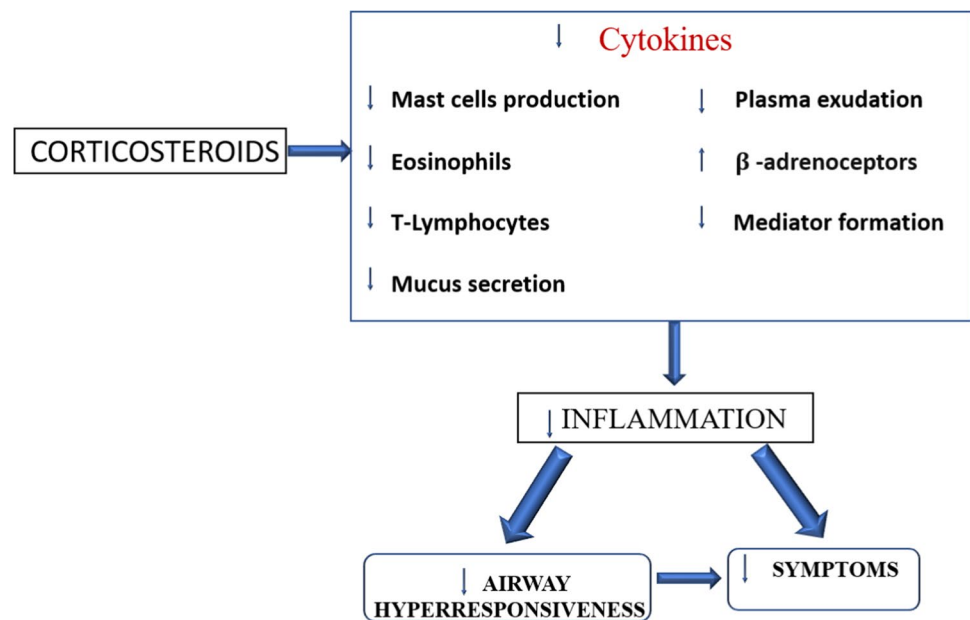 ↓ Cytokines
↓ Mast cells production
↓ Plasma exudation
CORTICOSTEROIDS
↓ Eosinophils
↑ β -adrenoceptors
↓ T-Lymphocytes
↓ Mediator formation
↓ Mucus secretion
↓ INFLAMMATION
↓ AIRWAY
HYPERRESPONSIVENESS
↓ SYMPTOMS